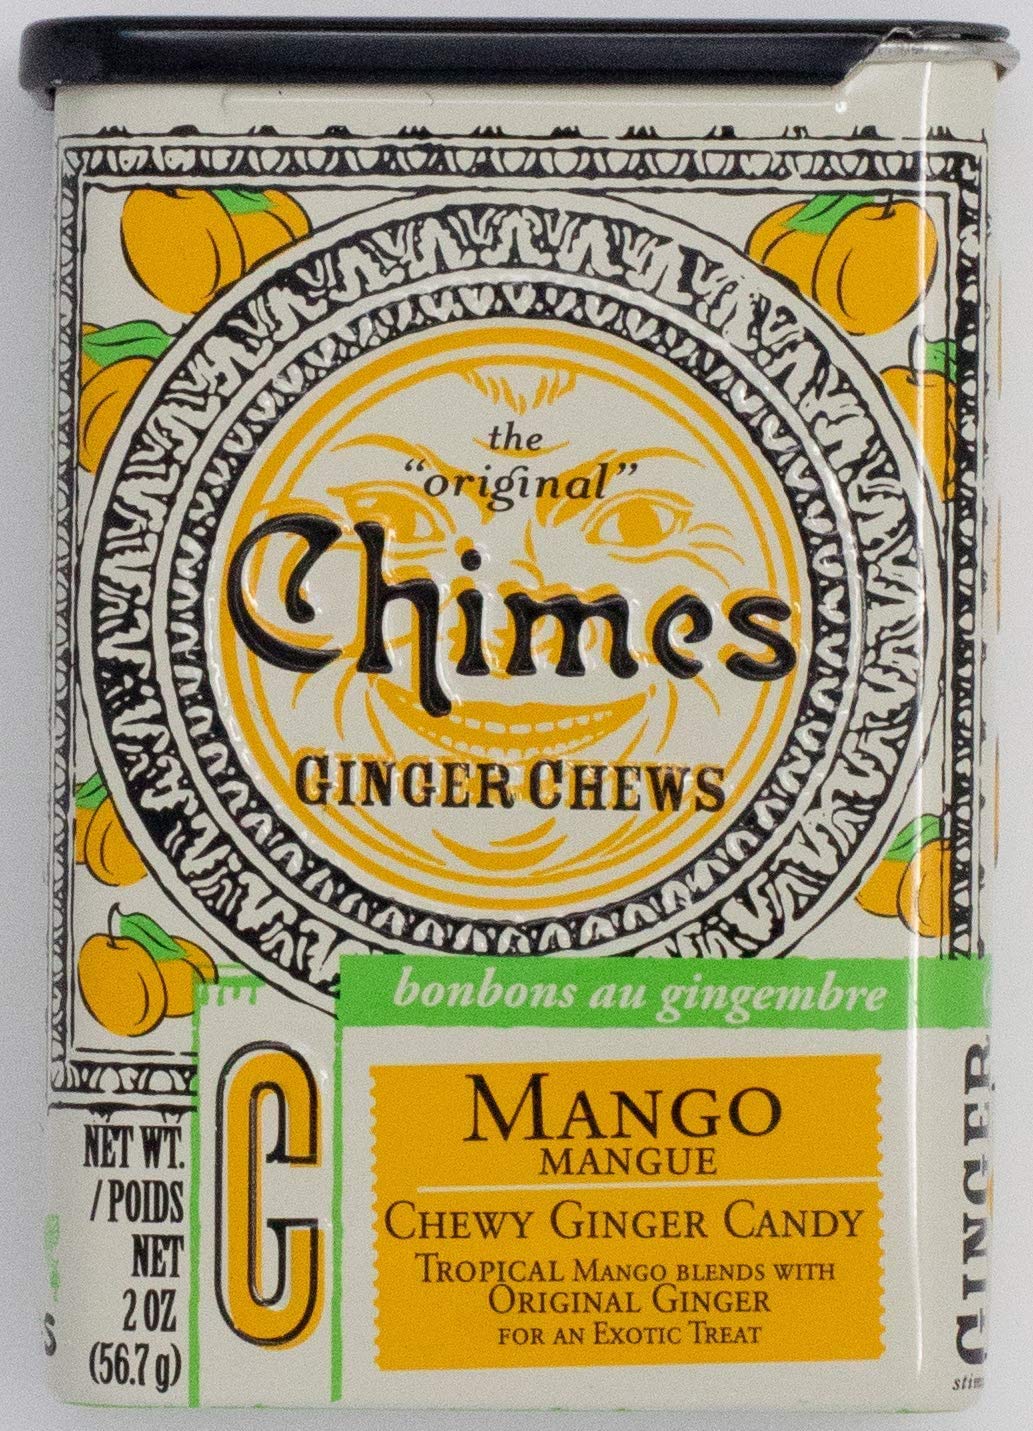 the
“original”
Chimes
GINGER CHEWS
bonbons au gingembre
G
MANGO
MANGUE
CHEWY GINGER CANDY
TROPICAL MANGO BLENDS WITH
ORIGINAL GINGER
FOR AN EXOTIC TREAT
NET WT.
/POIDS
NET
2 OZ
(56.7 g)
GINGER